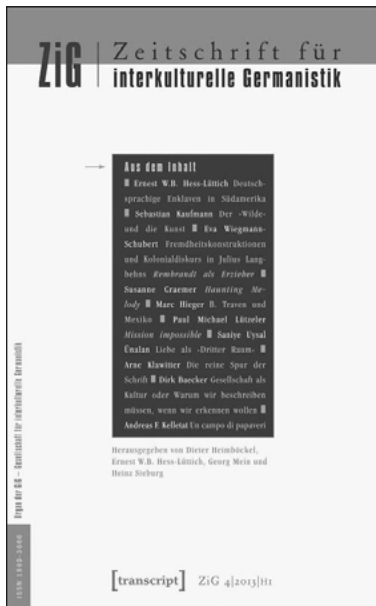 ZiG | Zeitschrift für
interkulturelle Germanistik
→ Aus dem Inhalt
Ernest W.B. Hess-Lüttich Deutsch-
sprachige Enklaven in Südamerika
Sebastian Kaufmann Der ›Wilde‹
und die Kunst Eva Wiegmann-
Schubert Fremdheitskonstruktionen
und Kolonialdiskurs in Julius Lang-
behns Rembrandt als Erzieher
Susanne Craemer Haunting Me-
lody Marc Hieger B. Traven und
Mexiko Paul Michael Lützeler
Mission impossible Saniye Uysal
Ünalan Liebe als ›Dritter Raum‹
Arne Klawitter Die reine Spur der
Schrift Dirk Baecker Gesellschaft als
Kultur oder Warum wir beschreiben
müssen, wenn wir erkennen wollen
Andreas F. Kelletat Un campo di papaveri
Herausgegeben von Dieter Heimböckel,
Ernest W.B. Hess-Lüttich, Georg Mein und
Heinz Sieburg
Organ der GiG – Gesellschaft für interkulturelle Germanistik
[transcript] ZiG 4|2013|H1